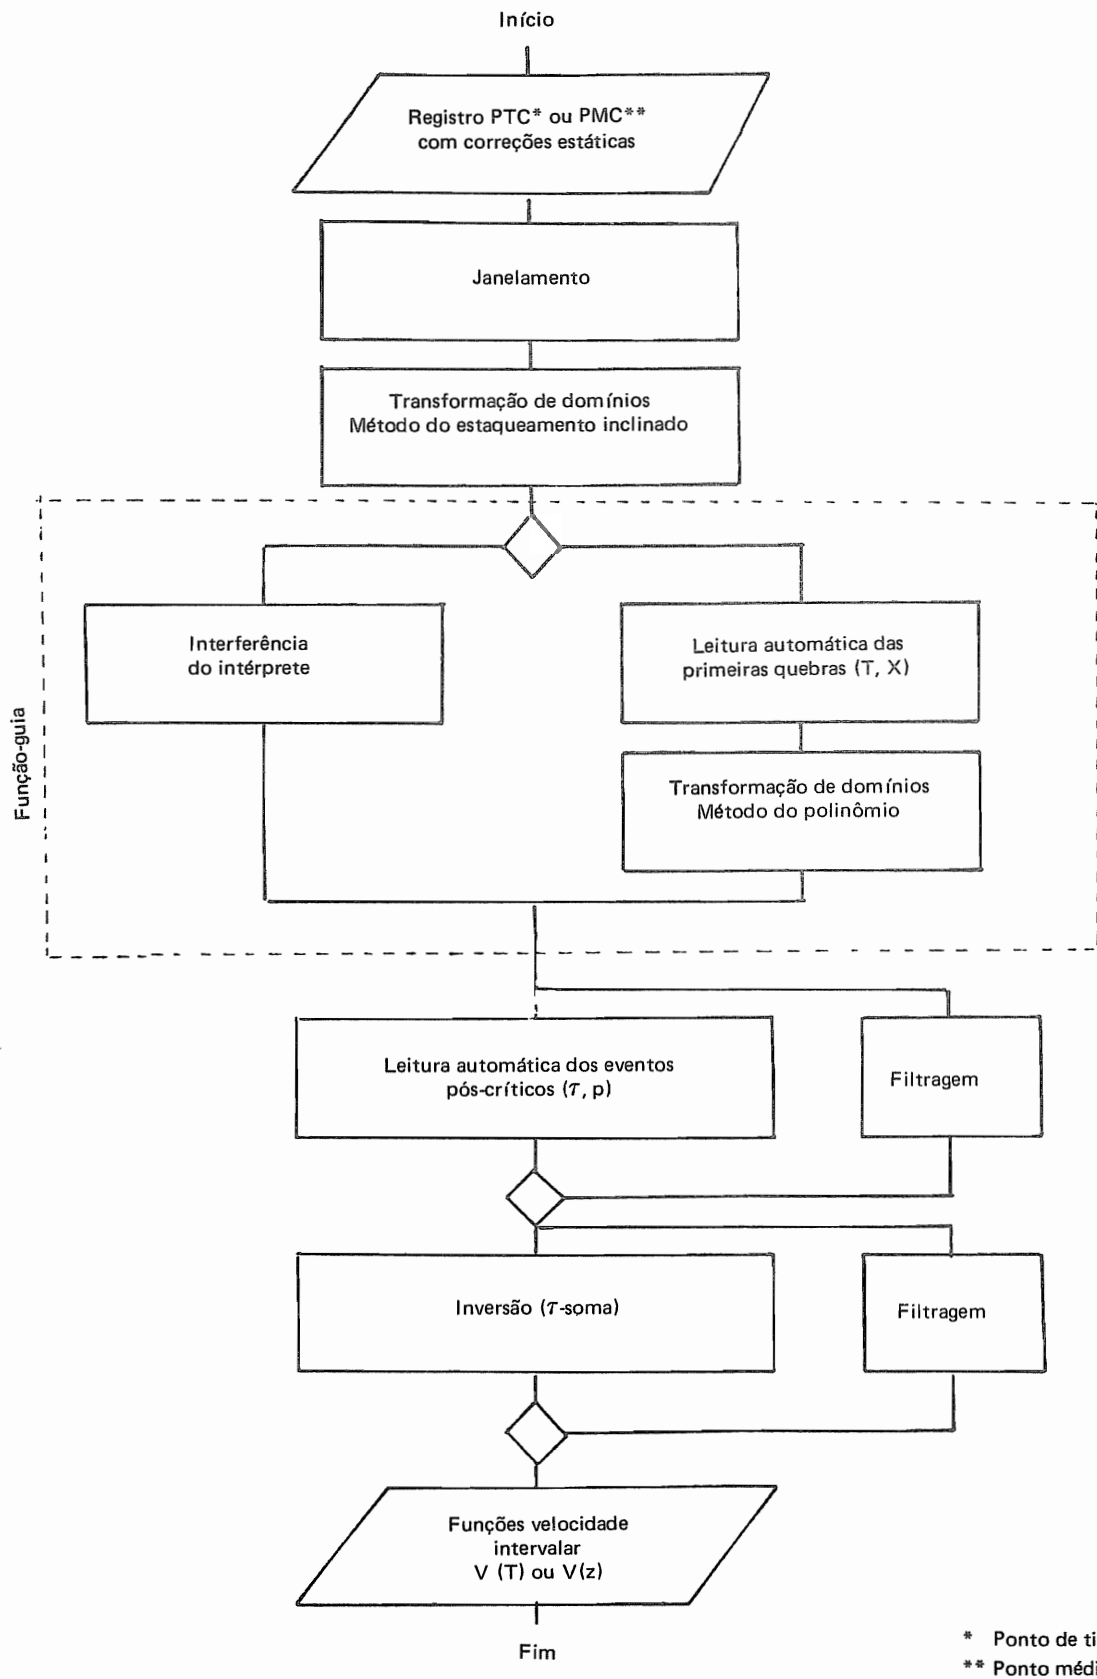 Início
Registro PTC* ou PMC**
com correções estáticas
Janelamento
Transformação de domínios
Método do estaqueamento inclinado
Função-guia
Interferência
do intérprete
Leitura automática das
primeiras quebras (T, X)
Transformação de domínios
Método do polinômio
Leitura automática dos eventos
pós-críticos (τ, p)
Filtragem
Inversão (τ-soma)
Filtragem
Funções velocidade
intervalar
V (T) ou V(z)
Fim
* Ponto de
** Ponto